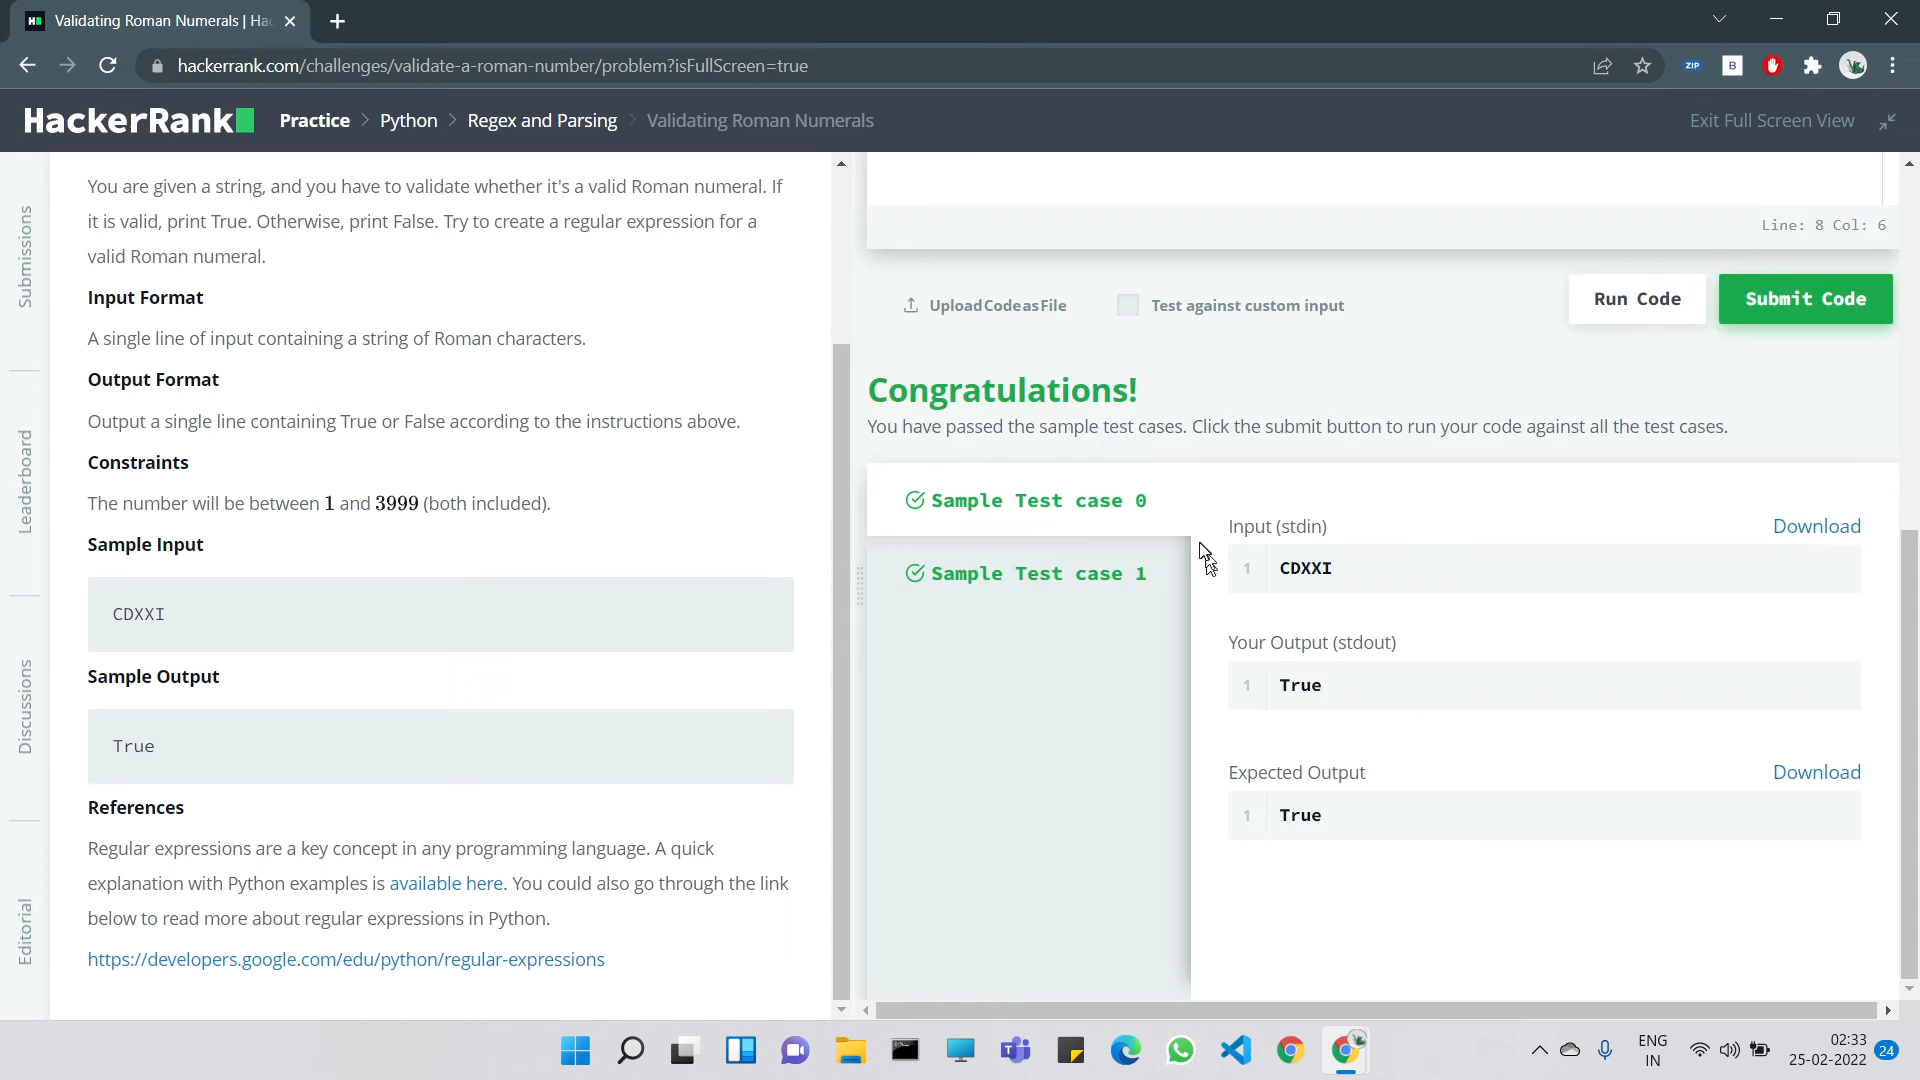 Validating Roman Numerals | Hac
hackerrank.com/challenges/validate-a-roman-number/problem?isFullScreen=true
ZIP
B
HackerRank
Practice > Python > Regex and Parsing > Validating Roman Numerals
Exit Full Screen View
Submissions
Leaderboard
Discussions
Editorial
You are given a string, and you have to validate whether it's a valid Roman numeral. If
it is valid, print True. Otherwise, print False. Try to create a regular expression for a
valid Roman numeral.
Input Format
A single line of input containing a string of Roman characters.
Output Format
Output a single line containing True or False according to the instructions above.
Constraints
The number will be between 1 and 3999 (both included).
Sample Input
CDXXI
Sample Output
True
References
Regular expressions are a key concept in any programming language. A quick
explanation with Python examples is available here. You could also go through the link
below to read more about regular expressions in Python.
https://developers.google.com/edu/python/regular-expressions
Line: 8 Col: 6
Upload Code as File
Test against custom input
Run Code
Submit Code
Congratulations!
You have passed the sample test cases. Click the submit button to run your code against all the test cases.
Sample Test case 0
Sample Test case 1
Input (stdin)
Download
1 CDXXI
Your Output (stdout)
1 True
Expected Output
Download
1 True
ENG
IN
02:33
25-02-2022
24